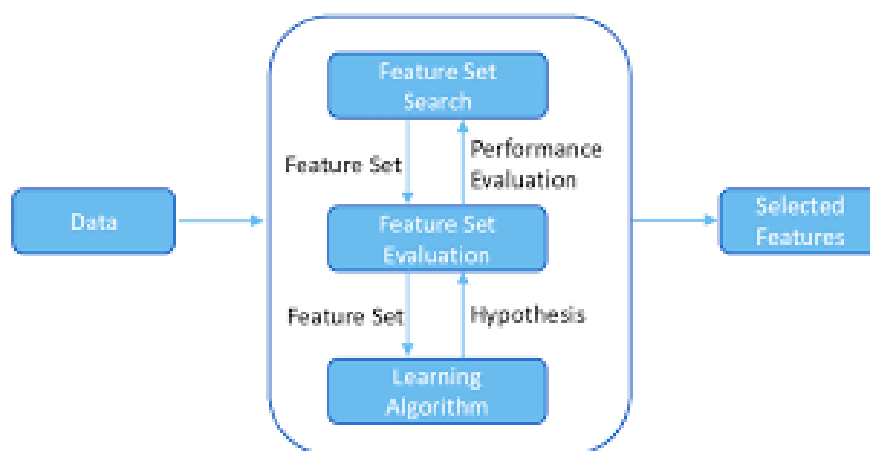 Feature Set
Search
Feature Set
Performance
Evaluation
Data
Feature Set
Evaluation
Selected
Features
Feature Set
Hypothesis
Learning
Algorithm